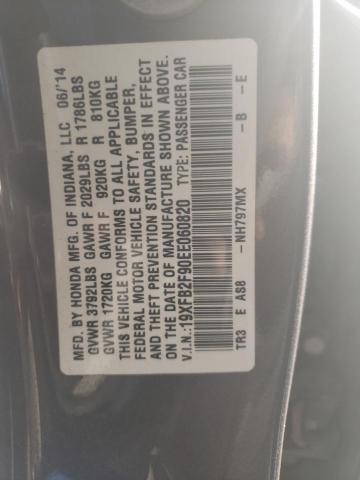 MFD. BY HONDA MFG. OF INDIANA, LLC 06/'14
GVWR 3792LBS GAWR F 2029LBS R 1786LBS
GVWR 1720KG GAWR F 920KG R 810KG
THIS VEHICLE CONFORMS TO ALL APPLICABLE
FEDERAL MOTOR VEHICLE SAFETY, BUMPER,
AND THEFT PREVENTION STANDARDS IN EFFECT
ON THE DATE OF MANUFACTURE SHOWN ABOVE.
V.I.N.: 19XFB2F90EE060820 TYPE: PASSENGER CAR
TR3 E AS8 -NH797MX -B -E